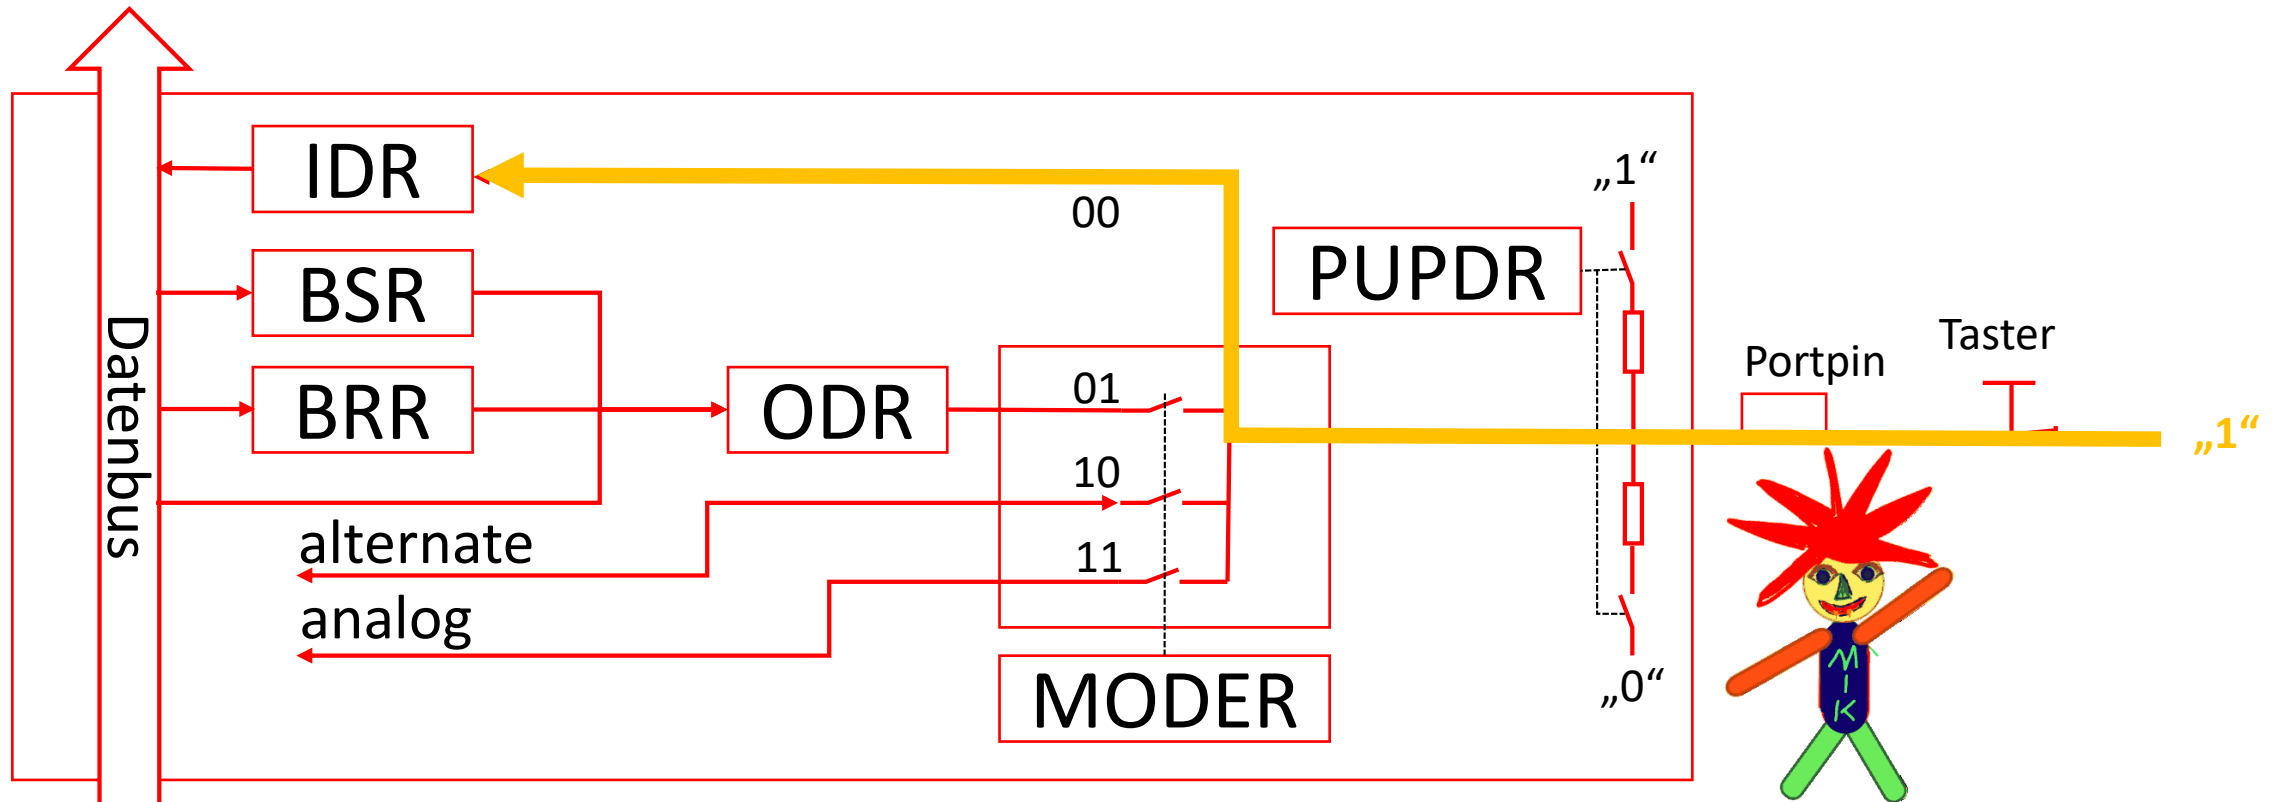 IDR
00
„1“
BSR
PUPDR
Datenbus
Taster
Portpin
BRR
ODR
01
„1“
10
alternate
11
analog
MODER
„0“
MIK